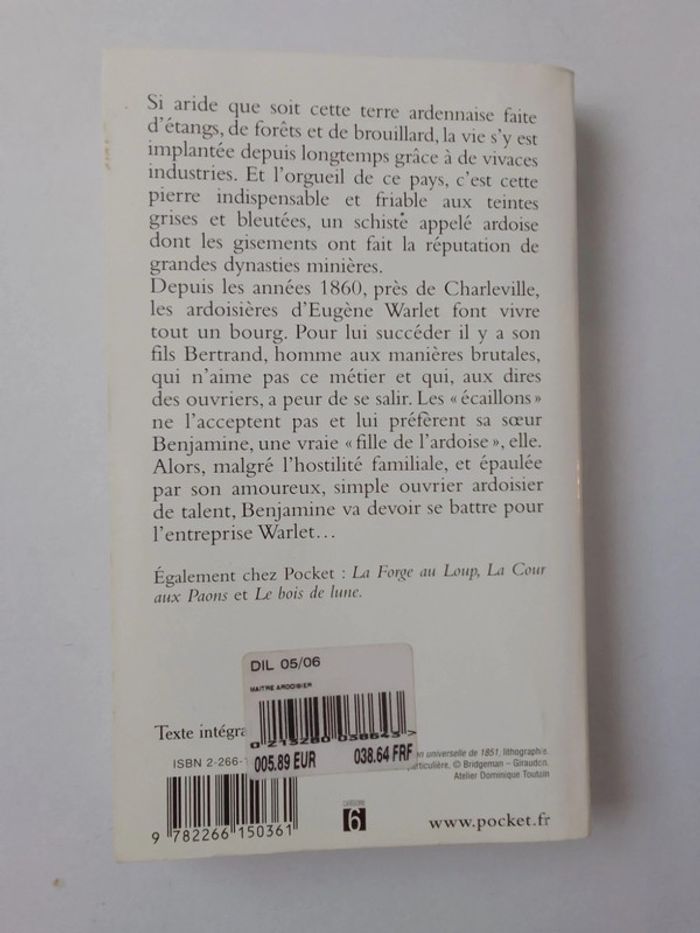 Si aride que soit cette terre ardennaise faite
d'étangs, de forêts et de brouillard, la vie s'y est
implantée depuis longtemps grâce à de vivaces
industries. Et l'orgueil de ce pays, c'est cette
pierre indispensable et friable aux teintes
grises et bleutées, un schiste appelé ardoise
dont les gisements ont fait la réputation de
grandes dynasties minières.
Depuis les années 1860, près de Charleville,
les ardoisières d'Eugène Warlet font vivre
tout un bourg. Pour lui succéder il y a son
fils Bertrand, homme aux manières brutales,
qui n'aime pas ce métier et qui, aux dires
des ouvriers, a peur de se salir. Les « écaillons »
ne l'acceptent pas et lui préfèrent sa sœur
Benjamine, une vraie « fille de l'ardoise », elle.
Alors, malgré l'hostilité familiale, et épaulée
par son amoureux, simple ouvrier ardoisier
de talent, Benjamine va devoir se battre pour
l'entreprise Warlet…
Également chez Pocket : La Forge au Loup, La Cour
aux Paons et Le bois de lune.
DIL 05/06
MAITRE ARDOISIER
005.89 EUR 038.64 FRF
Texte intégra
universelle de 1851, lithographie.
particulière, © Bridgeman – Giraudon.
Atelier Dominique Toutain
ISBN 2-266-1
9 782266 150361
CATÉGORIE
6
www.pocket.fr